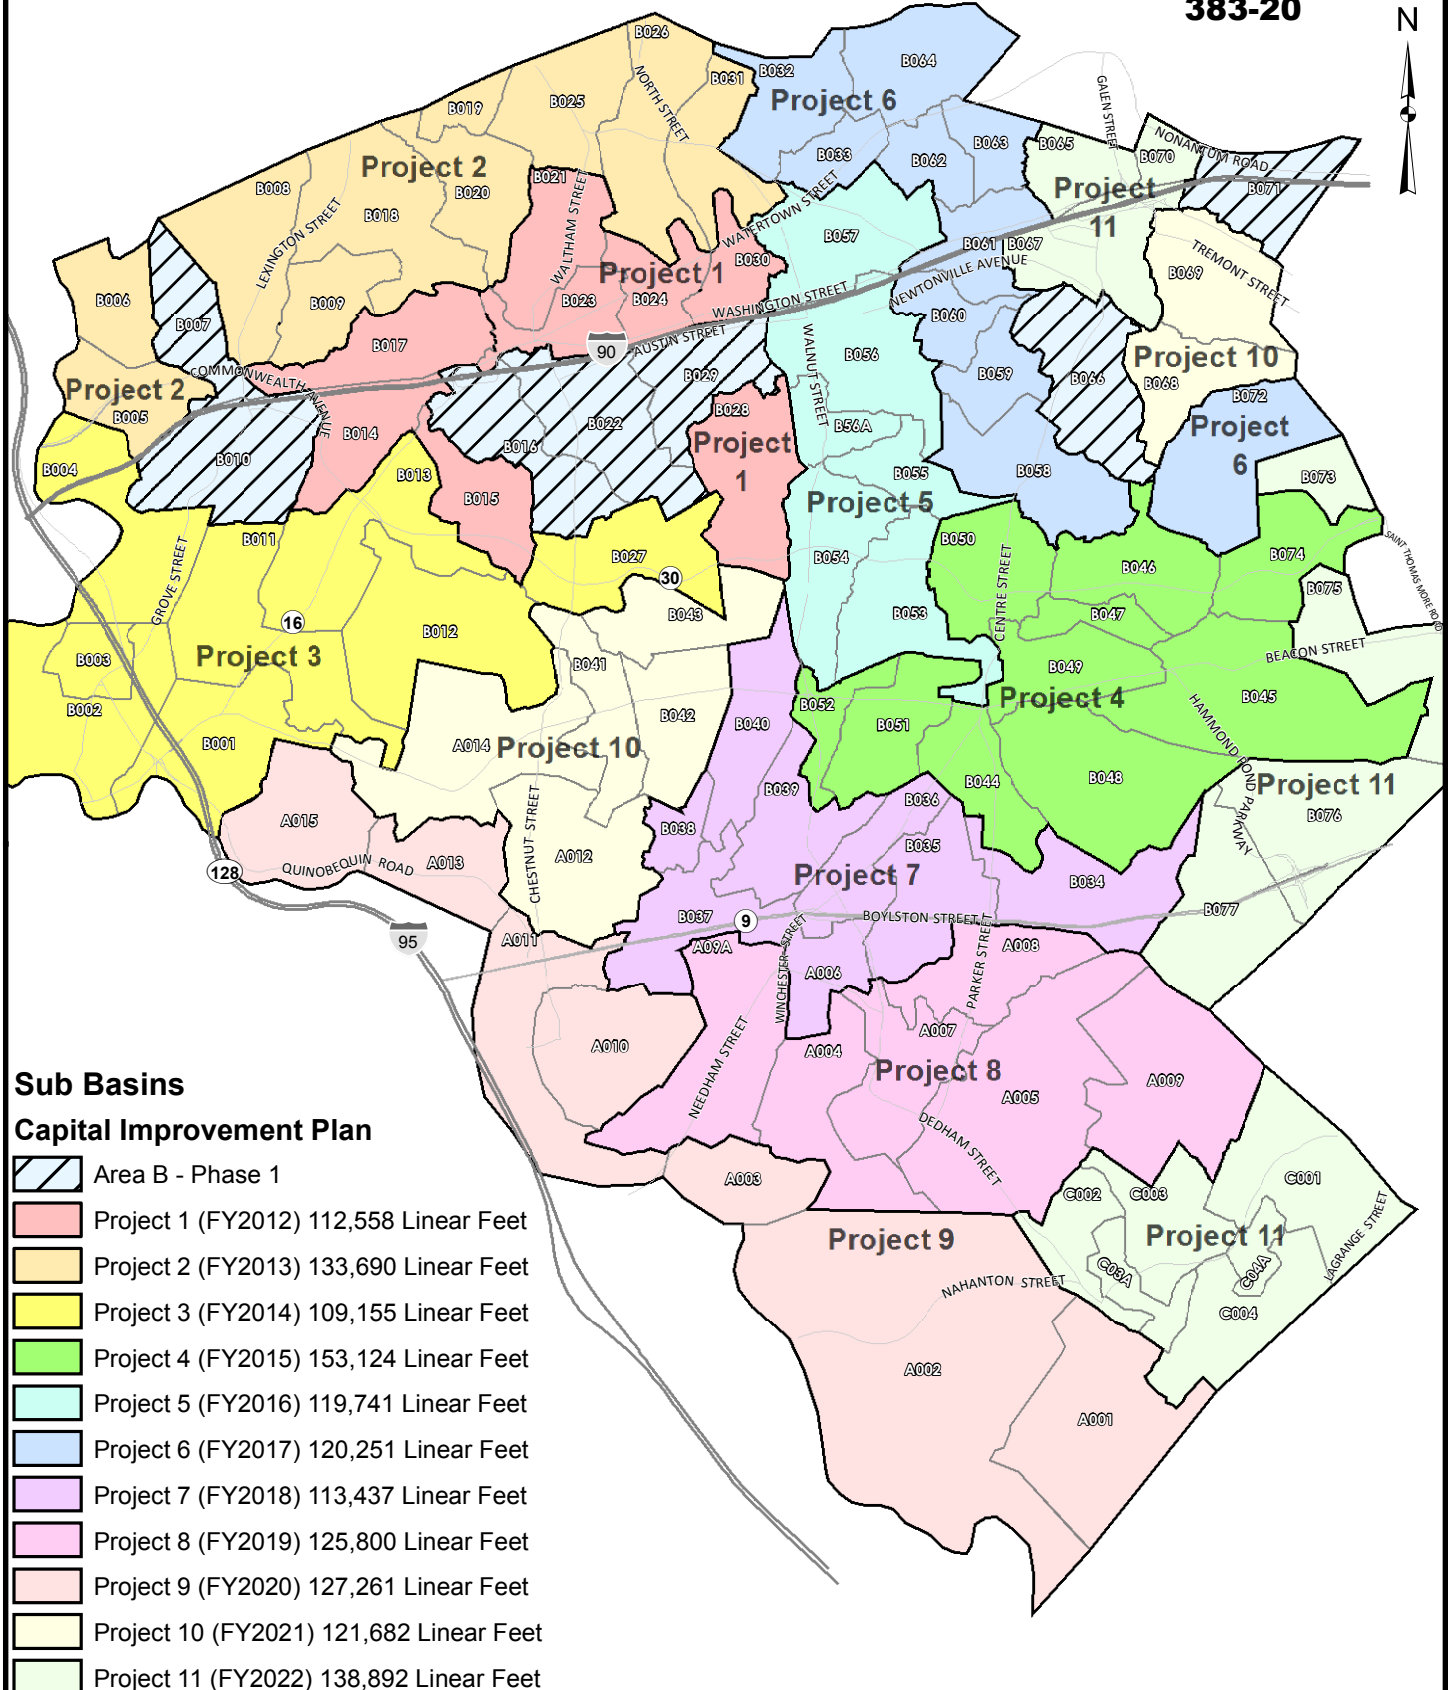 383-20
N
B026
B032
B064
B031
Project 6
B025
B019
NORTH STREET
GALEN STREET
NONANTUM ROAD
B063
B065
B070
B033
B062
Project 2
B021
B008
B020
B018
B071
Project
11
LEXINGTON STREET
WALTHAM STREET
WATERTOWN STREET
B057
B061
B067
TREMONT STREET
B030
Project 1
B069
NEWTONVILLE AVENUE
B006
B009
B023
B024
WASHINGTON STREET
B007
B060
AUSTIN STREET
90
B017
WALNUT STREET
B056
Project 10
COMMONWEALTH
AVENUE
B029
B059
B066
B068
Project 2
B072
B005
B028
B022
B56A
Project
6
B014
B016
Project
1
B004
B010
B013
B055
B058
B073
B015
Project 5
B011
B050
SAINT THOMAS MORE ROAD
B027
B054
B074
B046
GROVE STREET
30
CENTRE STREET
B075
B043
B053
B047
16
B012
BEACON STREET
B003
Project 3
B041
B049
B045
Project 4
B002
B042
B052
B040
B051
HAMMOND POND PARKWAY
B001
A014
Project 10
B044
B048
Project 11
B039
B036
B076
CHESTNUT STREET
A015
B038
B035
A012
A013
QUINOBEQUIN ROAD
128
Project 7
B034
B077
B037
9
BOYLSTON STREET
95
A011
A09A
A008
WINCHESTER STREET
PARKER STREET
A006
A007
A010
NEEDHAM STREET
A004
Project 8
A009
A005
Sub Basins
DEDHAM STREET
Capital Improvement Plan
Area B - Phase 1
A003
C002
C003
C001
Project 1 (FY2012) 112,558 Linear Feet
Project 9
Project 11
LAGRANGE STREET
Project 2 (FY2013) 133,690 Linear Feet
C03A
C04A
NAHANTON STREET
Project 3 (FY2014) 109,155 Linear Feet
C004
Project 4 (FY2015) 153,124 Linear Feet
A002
Project 5 (FY2016) 119,741 Linear Feet
A001
Project 6 (FY2017) 120,251 Linear Feet
Project 7 (FY2018) 113,437 Linear Feet
Project 8 (FY2019) 125,800 Linear Feet
Project 9 (FY2020) 127,261 Linear Feet
Project 10 (FY2021) 121,682 Linear Feet
Project 11 (FY2022) 138,892 Linear Feet